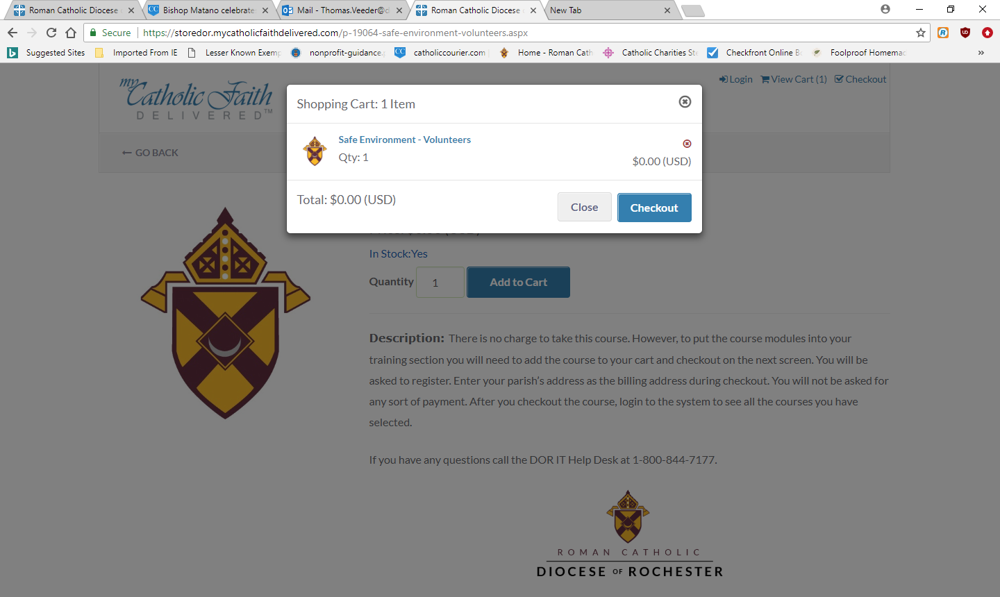 Roman Catholic Diocese
Bishop Matano celebrate
Mail - Thomas.Veeder@d
Roman Catholic Diocese
New Tab
Secure
https://storedor.mycatholicfaithdelivered.com/p-19064-safe-environment-volunteers.aspx
Suggested Sites
Imported From IE
Lesser Known Exemp
nonprofit-guidance.
catholiccourier.com
Home - Roman Cath
Catholic Charities Ste
Checkfront Online B
Foolproof Homemac
»
my Catholic Faith
DELIVERED™
Login
View Cart (1)
Checkout
GO BACK
Shopping Cart: 1 Item
Safe Environment - Volunteers
Qty: 1
$0.00 (USD)
Total: $0.00 (USD)
Close
Checkout
In Stock:Yes
Quantity 1 Add to Cart
Description: There is no charge to take this course. However, to put the course modules into your
training section you will need to add the course to your cart and checkout on the next screen. You will be
asked to register. Enter your parish's address as the billing address during checkout. You will not be asked for
any sort of payment. After you checkout the course, login to the system to see all the courses you have
selected.
If you have any questions call the DOR IT Help Desk at 1-800-844-7177.
ROMAN CATHOLIC
DIOCESE OF ROCHESTER